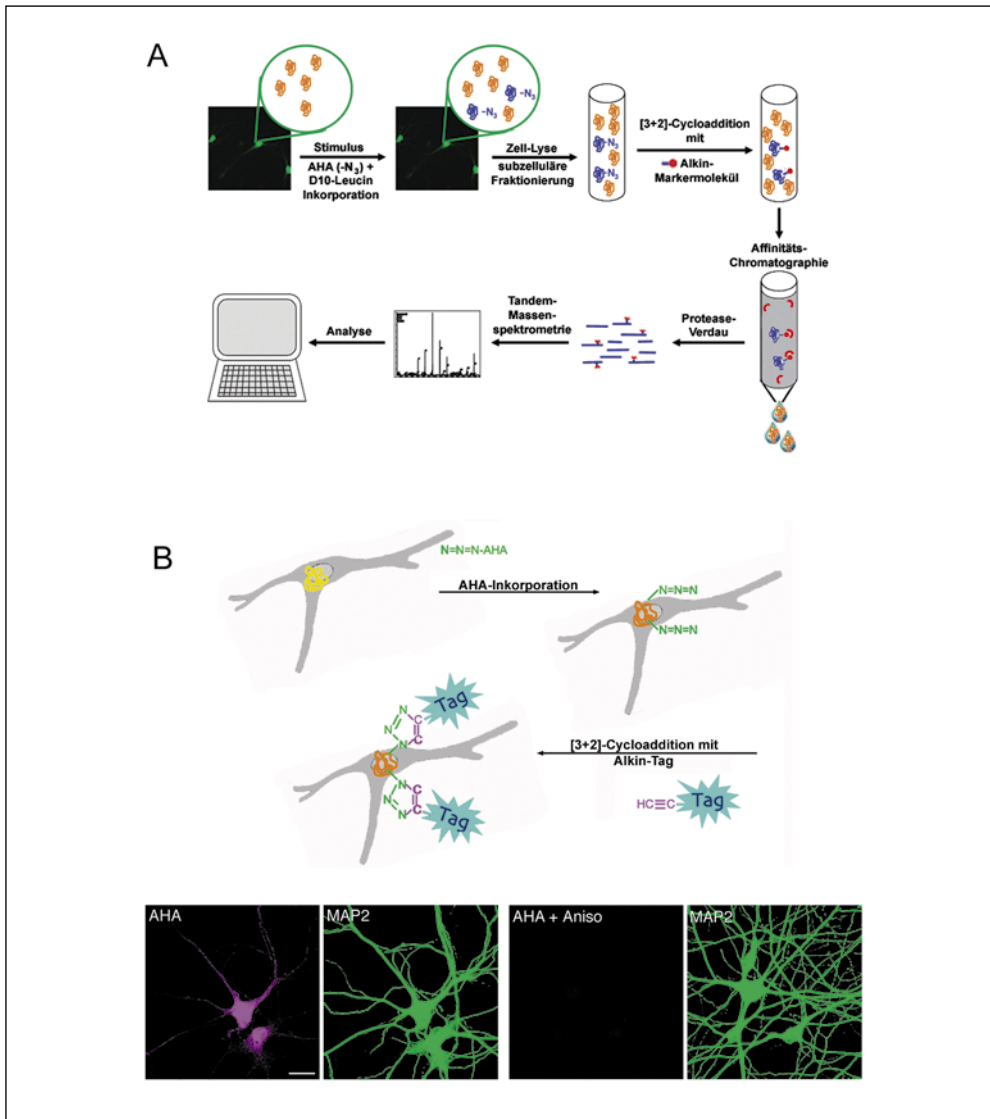 A
-N₃
-N₃
Stimulus
AHA (-N₃) +
D10-Leucin
Inkorporation
Zell-Lyse
subzelluläre
Fraktionierung
-N₃
-N₃
[3+2]-Cycloaddition
mit
Alkin-
Markermolekül
Affinitäts-
Chromatographie
Protease-
Verdau
Tandem-
Massen-
spektrometrie
Analyse
B
N=N=N-AHA
AHA-Inkorporation
N=N=N
N=N=N
[3+2]-Cycloaddition mit
Alkin-Tag
HC≡C Tag
N
N
N
C
C
Tag
N
N
N
C
C
Tag
AHA
MAP2
AHA + Aniso
MAP2